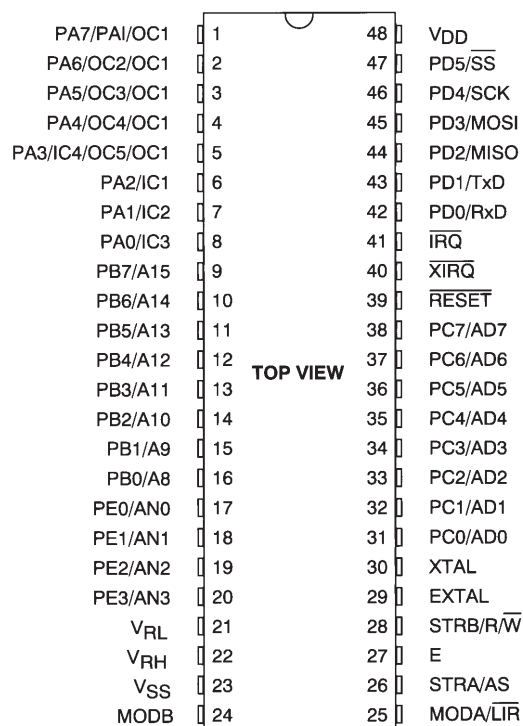 PA7/PAI/OC1 1 48 VDD
PA6/OC2/OC1 2 47 PD5/S̅S̅
PA5/OC3/OC1 3 46 PD4/SCK
PA4/OC4/OC1 4 45 PD3/MOSI
PA3/IC4/OC5/OC1 5 44 PD2/MISO
PA2/IC1 6 43 PD1/TxD
PA1/IC2 7 42 PD0/RxD
PA0/IC3 8 41 I̅R̅Q̅
PB7/A15 9 40 X̅I̅R̅Q̅
PB6/A14 10 39 R̅E̅S̅E̅T̅
PB5/A13 11 38 PC7/AD7
PB4/A12 12 37 PC6/AD6
TOP VIEW
PB3/A11 13 36 PC5/AD5
PB2/A10 14 35 PC4/AD4
PB1/A9 15 34 PC3/AD3
PB0/A8 16 33 PC2/AD2
PE0/AN0 17 32 PC1/AD1
PE1/AN1 18 31 PC0/AD0
PE2/AN2 19 30 XTAL
PE3/AN3 20 29 EXTAL
VRL 21 28 STRB/R/W̅
VRH 22 27 E
VSS 23 26 STRA/AS
MODB 24 25 MODA/L̅I̅R̅